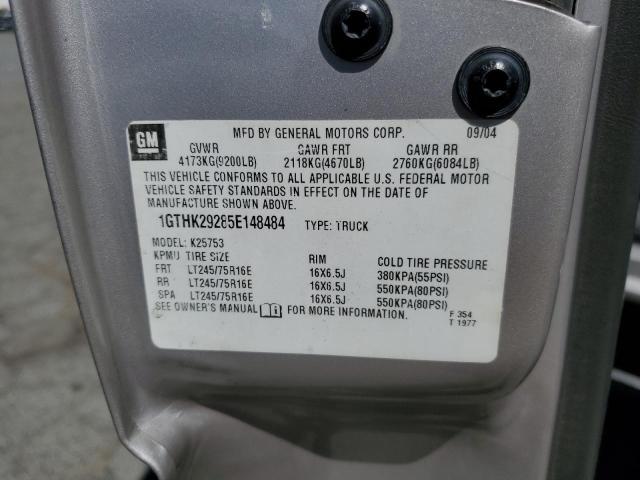 GM
MFD BY GENERAL MOTORS CORP. 09/04
GVWR GAWR FRT GAWR RR
4173KG(9200LB) 2118KG(4670LB) 2760KG(6084LB)
THIS VEHICLE CONFORMS TO ALL APPLICABLE U.S. FEDERAL MOTOR
VEHICLE SAFETY STANDARDS IN EFFECT ON THE DATE OF
MANUFACTURE SHOWN ABOVE.
1GTHK29285E148484 TYPE: TRUCK
MODEL: K25753
KPMU TIRE SIZE RIM COLD TIRE PRESSURE
FRT LT245/75R16E 16X6.5J 380KPA(55PSI)
RR LT245/75R16E 16X6.5J 550KPA(80PSI)
SPA LT245/75R16E 16X6.5J 550KPA(80PSI)
SEE OWNER'S MANUAL FOR MORE INFORMATION. F 354
T 1977